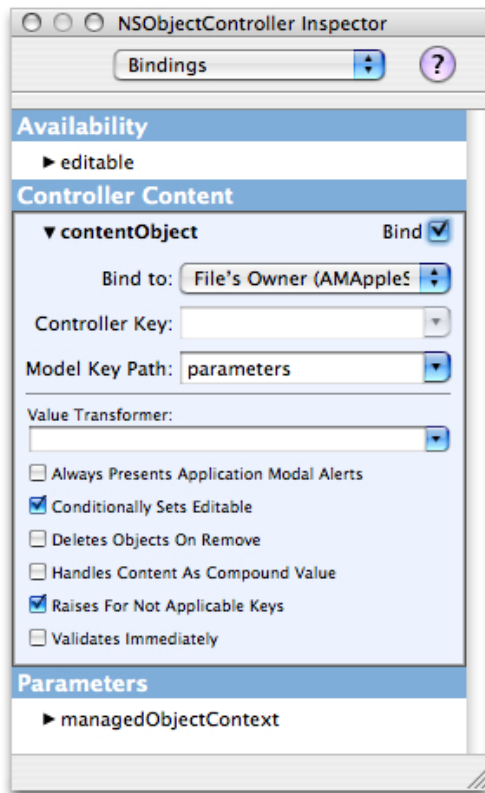 NSObjectController Inspector
Bindings
?
Availability
editable
Controller Content
contentObject Bind
Bind to: File's Owner (AMAppleS
Controller Key:
Model Key Path: parameters
Value Transformer:
Always Presents Application Modal Alerts
Conditionally Sets Editable
Deletes Objects On Remove
Handles Content As Compound Value
Raises For Not Applicable Keys
Validates Immediately
Parameters
managedObjectContext